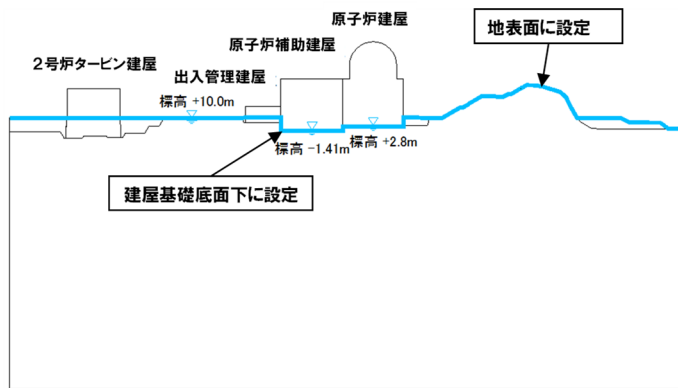 原子炉建屋
地表面に設定
原子炉補助建屋
2号炉タービン建屋
出入管理建屋
標高 +10.0m
標高 -1.41m
標高 +2.8m
建屋基礎底面下に設定